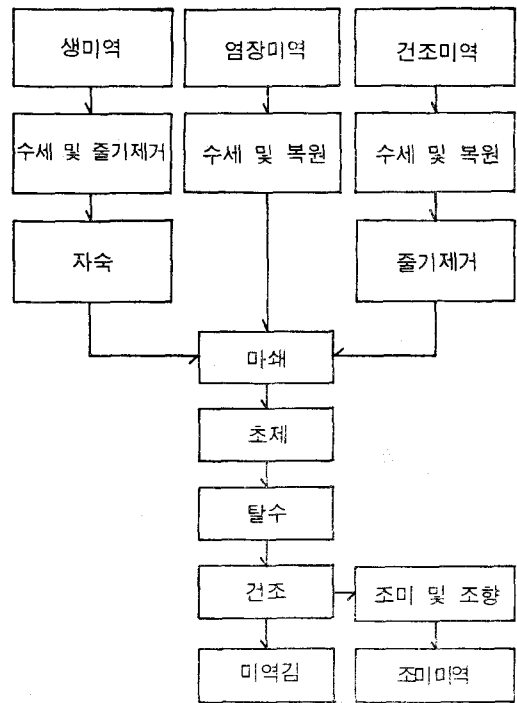 생미역
염장미역
건조미역
수세 및 줄기제거
수세 및 복원
수세 및 복원
자숙
줄기제거
마쇄
초제
탈수
건조
조미 및 조향
미역김
조미미역